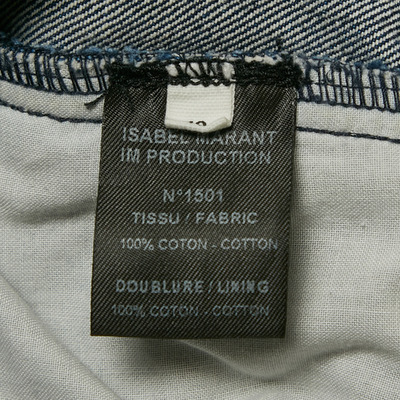 ISABEL MARANT
IM PRODUCTION
N°1501
TISSU / FABRIC
100% COTON - COTTON
DOUBLURE / LINING
100% COTON - COTTON